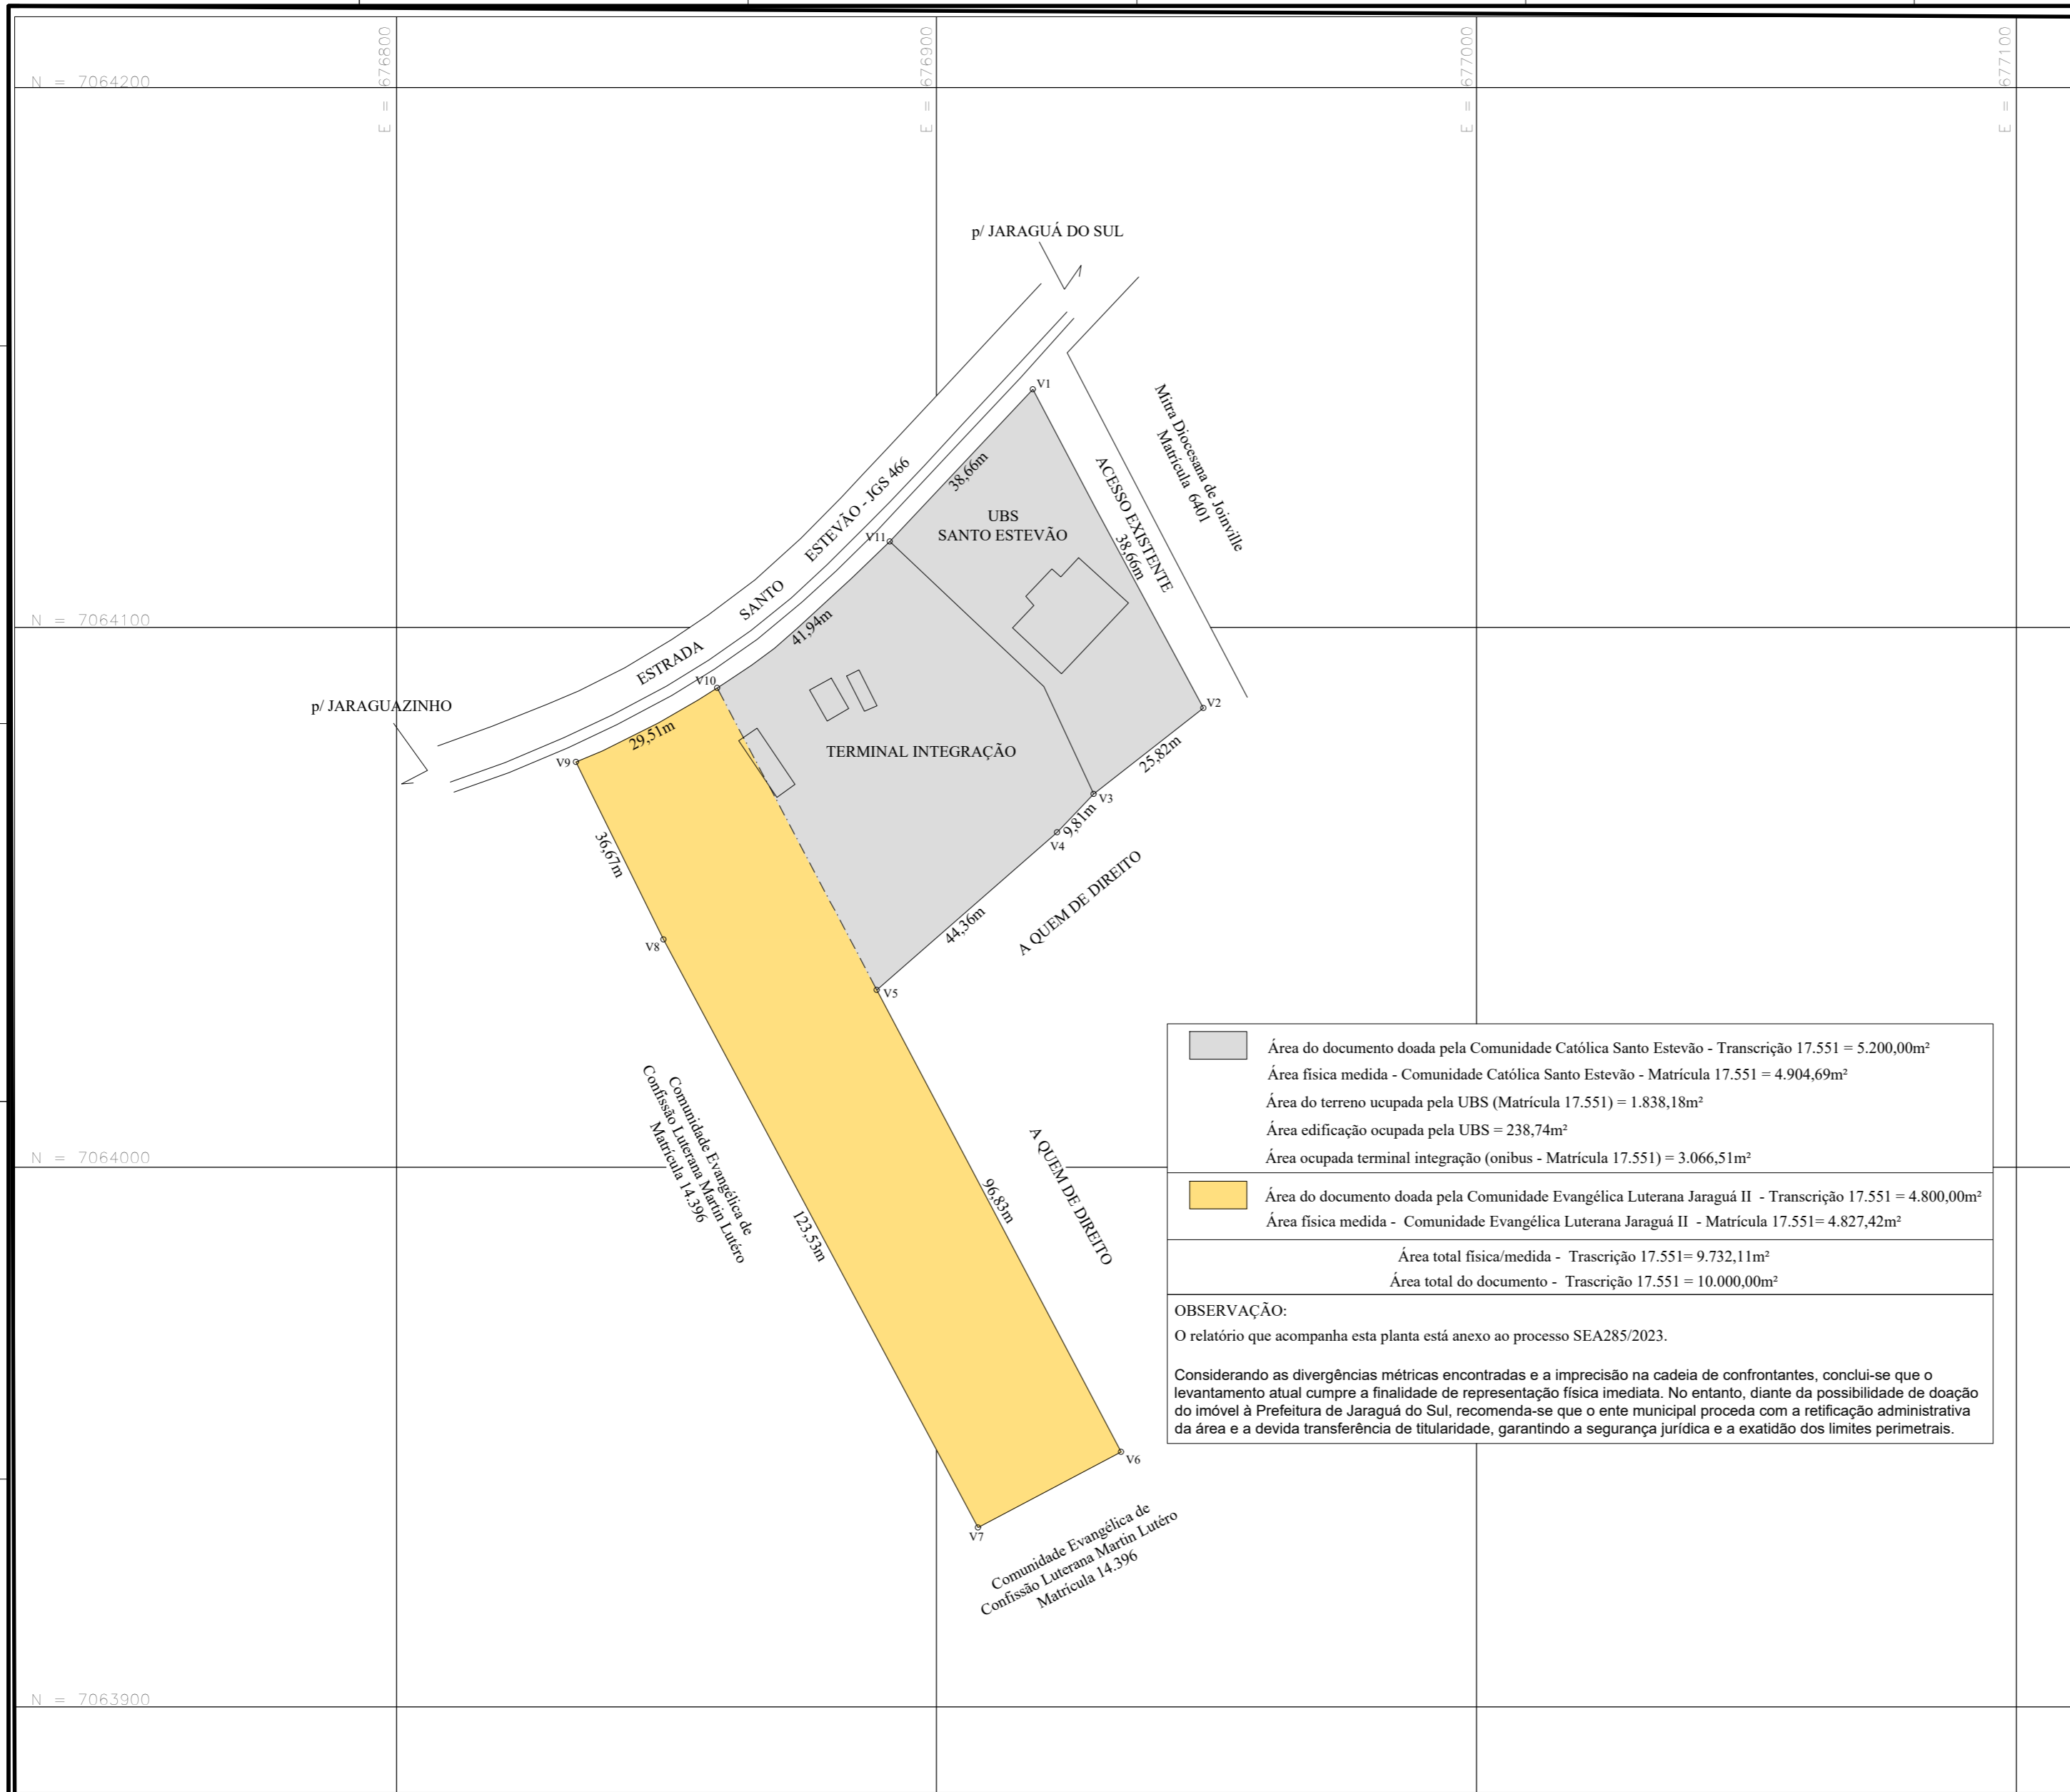 E = 676800
E = 676900
E = 677000
E = 677100
N = 7064200
p/ JARAGUÁ DO SUL
V1
Mitra Diocesana de Joinville
Matrícula 6401
ACESSO EXISTENTE
38,66m
38,66m
ESTRADA SANTO ESTEVÃO - JGS 466
UBS
SANTO ESTEVÃO
V11
N = 7064100
41,94m
V10
p/ JARAGUAZINHO
29,51m
V9
V2
TERMINAL INTEGRAÇÃO
25,82m
V3
9,81m
V4
36,67m
A QUEM DE DIREITO
44,36m
V8
V5
Área do documento doada pela Comunidade Católica Santo Estevão - Transcrição 17.551 = 5.200,00m²
Área física medida - Comunidade Católica Santo Estevão - Matrícula 17.551 = 4.904,69m²
Área do terreno ucupada pela UBS (Matrícula 17.551) = 1.838,18m²
Área edificação ocupada pela UBS = 238,74m²
Área ocupada terminal integração (onibus - Matrícula 17.551) = 3.066,51m²
Área do documento doada pela Comunidade Evangélica Luterana Jaraguá II - Transcrição 17.551 = 4.800,00m²
Área física medida - Comunidade Evangélica Luterana Jaraguá II - Matrícula 17.551= 4.827,42m²
Área total física/medida - Trascrição 17.551= 9.732,11m²
Área total do documento - Trascrição 17.551 = 10.000,00m²
OBSERVAÇÃO:
O relatório que acompanha esta planta está anexo ao processo SEA285/2023.
Considerando as divergências métricas encontradas e a imprecisão na cadeia de confrontantes, conclui-se que o
levantamento atual cumpre a finalidade de representação física imediata. No entanto, diante da possibilidade de doação
do imóvel à Prefeitura de Jaraguá do Sul, recomenda-se que o ente municipal proceda com a retificação administrativa
da área e a devida transferência de titularidade, garantindo a segurança jurídica e a exatidão dos limites perimetrais.
Comunidade Evangélica de
Confissão Luterana Martin Lutéro
Matrícula 14.396
A QUEM DE DIREITO
N = 7064000
96,83m
123,53m
V6
V7
Comunidade Evangélica de
Confissão Luterana Martin Lutéro
Matrícula 14.396
N = 7063900